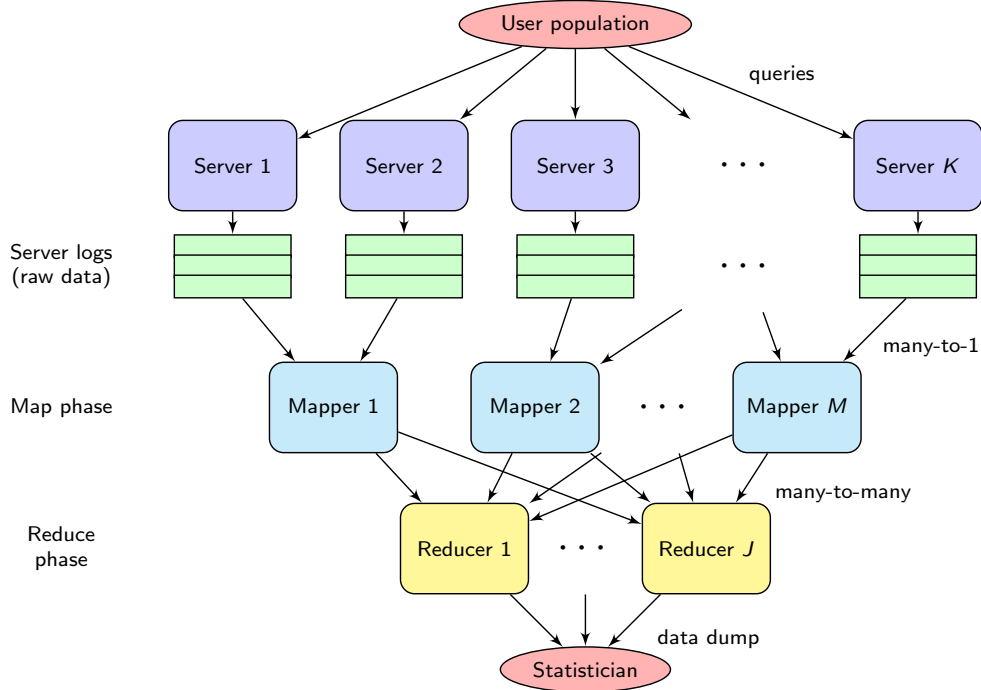 User population
queries
Server 1
Server 2
Server 3
· · ·
Server K
Server logs
(raw data)
· · ·
many-to-1
Map phase
Mapper 1
Mapper 2
· · ·
Mapper M
many-to-many
Reduce
phase
Reducer 1
· · ·
Reducer J
data dump
Statistician